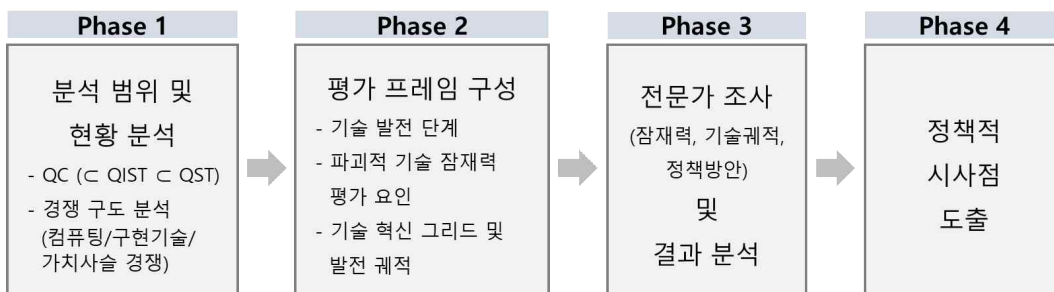 Phase 1
분석 범위 및
현황 분석
- QC (⊂ QIST ⊂ QST)
- 경쟁 구도 분석
(컴퓨팅/구현기술/
가치사슬 경쟁)
Phase 2
평가 프레임 구성
- 기술 발전 단계
- 파괴적 기술 잠재력
평가 요인
- 기술 혁신 그리드 및
발전 궤적
Phase 3
전문가 조사
(잠재력, 기술궤적,
정책방안)
및
결과 분석
Phase 4
정책적
시사점
도출